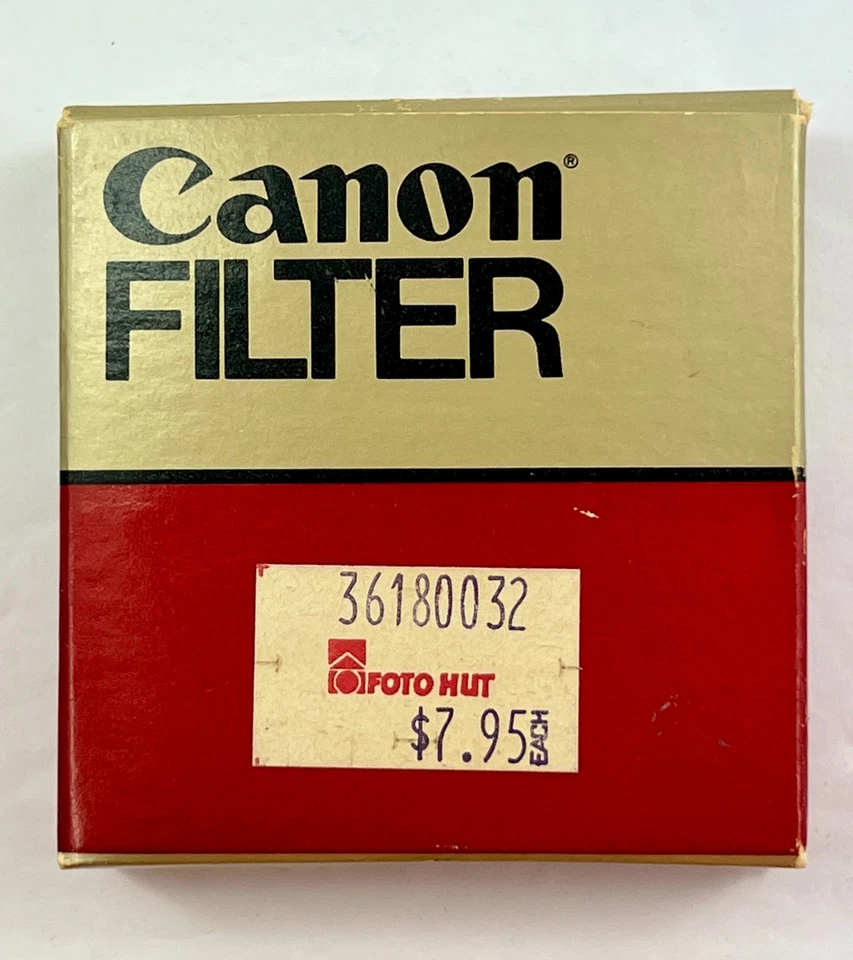 Canon®
FILTER
36180032
FOTO HUT
$7.95 EACH